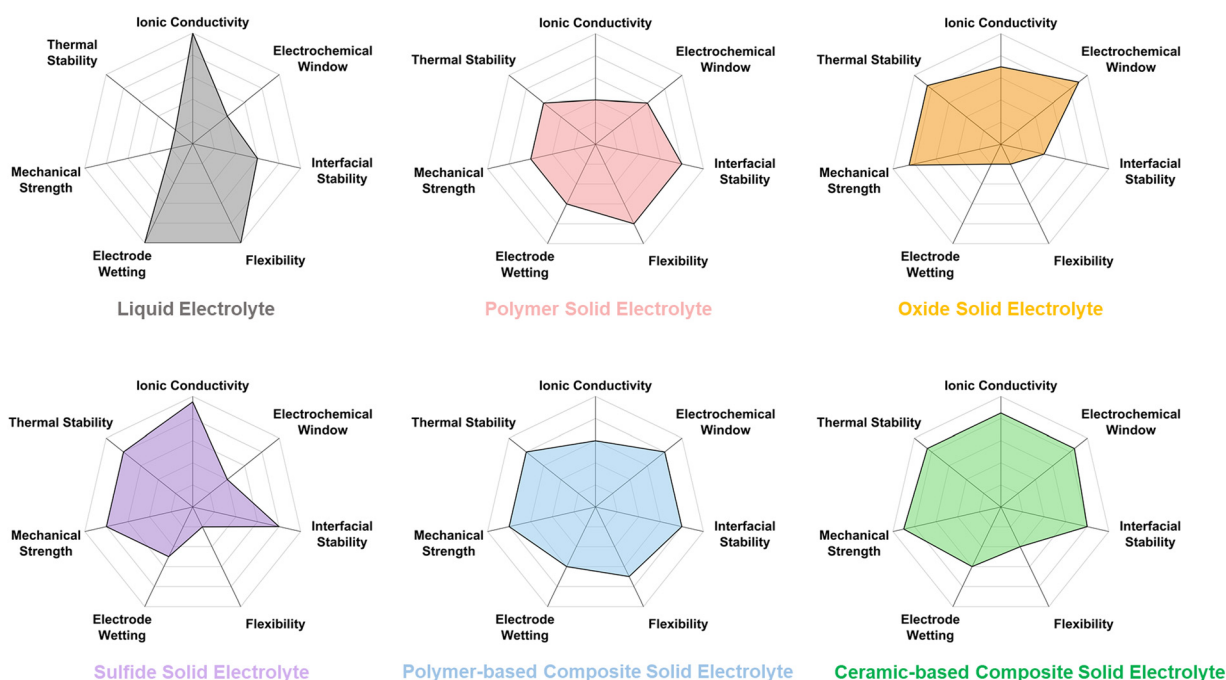 Ionic Conductivity
Thermal
Stability
Electrochemical
Window
Mechanical
Strength
Interfacial
Stability
Electrode
Wetting
Flexibility
Liquid Electrolyte
Ionic Conductivity
Thermal Stability
Electrochemical
Window
Mechanical
Strength
Interfacial
Stability
Electrode
Wetting
Flexibility
Polymer Solid Electrolyte
Ionic Conductivity
Thermal Stability
Electrochemical
Window
Mechanical
Strength
Interfacial
Stability
Electrode
Wetting
Flexibility
Oxide Solid Electrolyte
Ionic Conductivity
Thermal Stability
Electrochemical
Window
Mechanical
Strength
Interfacial
Stability
Electrode
Wetting
Flexibility
Sulfide Solid Electrolyte
Ionic Conductivity
Thermal Stability
Electrochemical
Window
Mechanical
Strength
Interfacial
Stability
Electrode
Wetting
Flexibility
Polymer-based Composite Solid Electrolyte
Ionic Conductivity
Thermal Stability
Electrochemical
Window
Mechanical
Strength
Interfacial
Stability
Electrode
Wetting
Flexibility
Ceramic-based Composite Solid Electrolyte